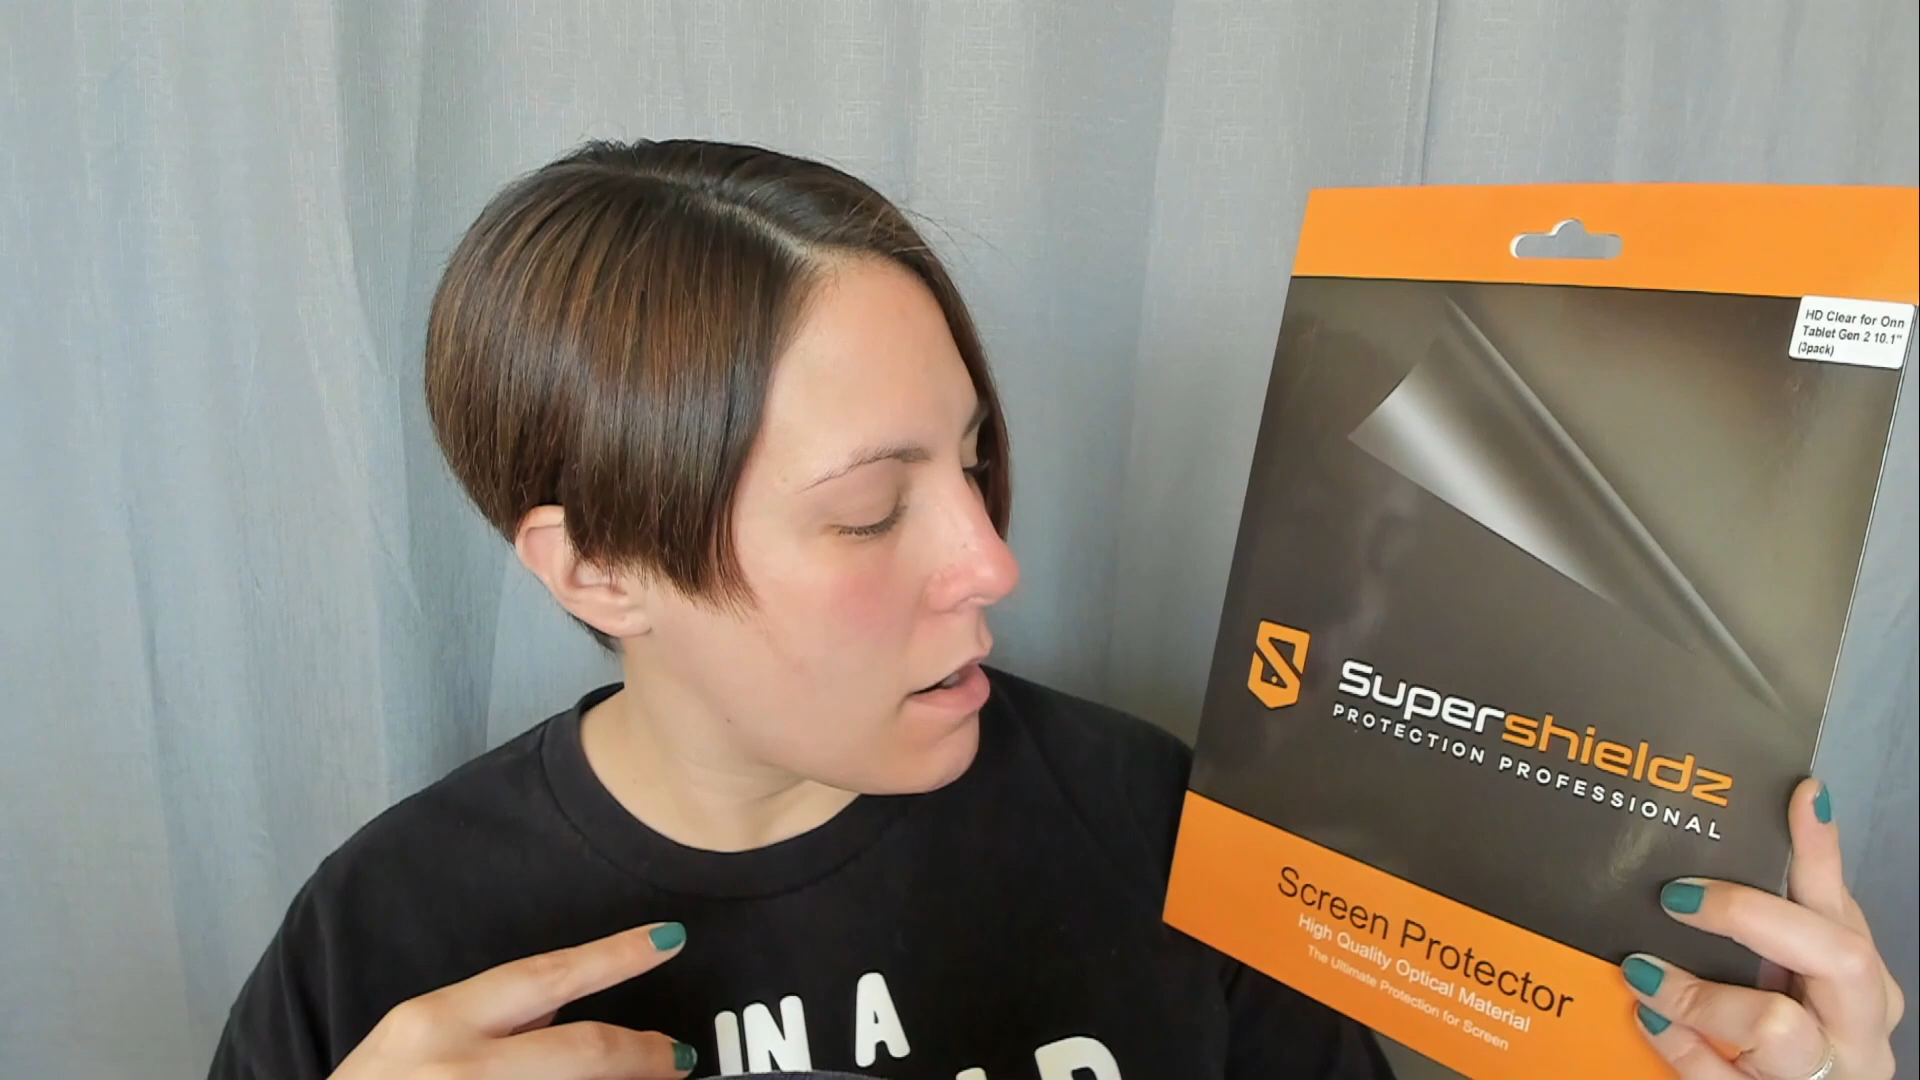 HD Clear for Onn
Tablet Gen 2 10.1"
(3pack)
Supershieldz
PROTECTION PROFESSIONAL
Screen Protector
High Quality Optical Material
The Ultimate Protection for Screen
IN A